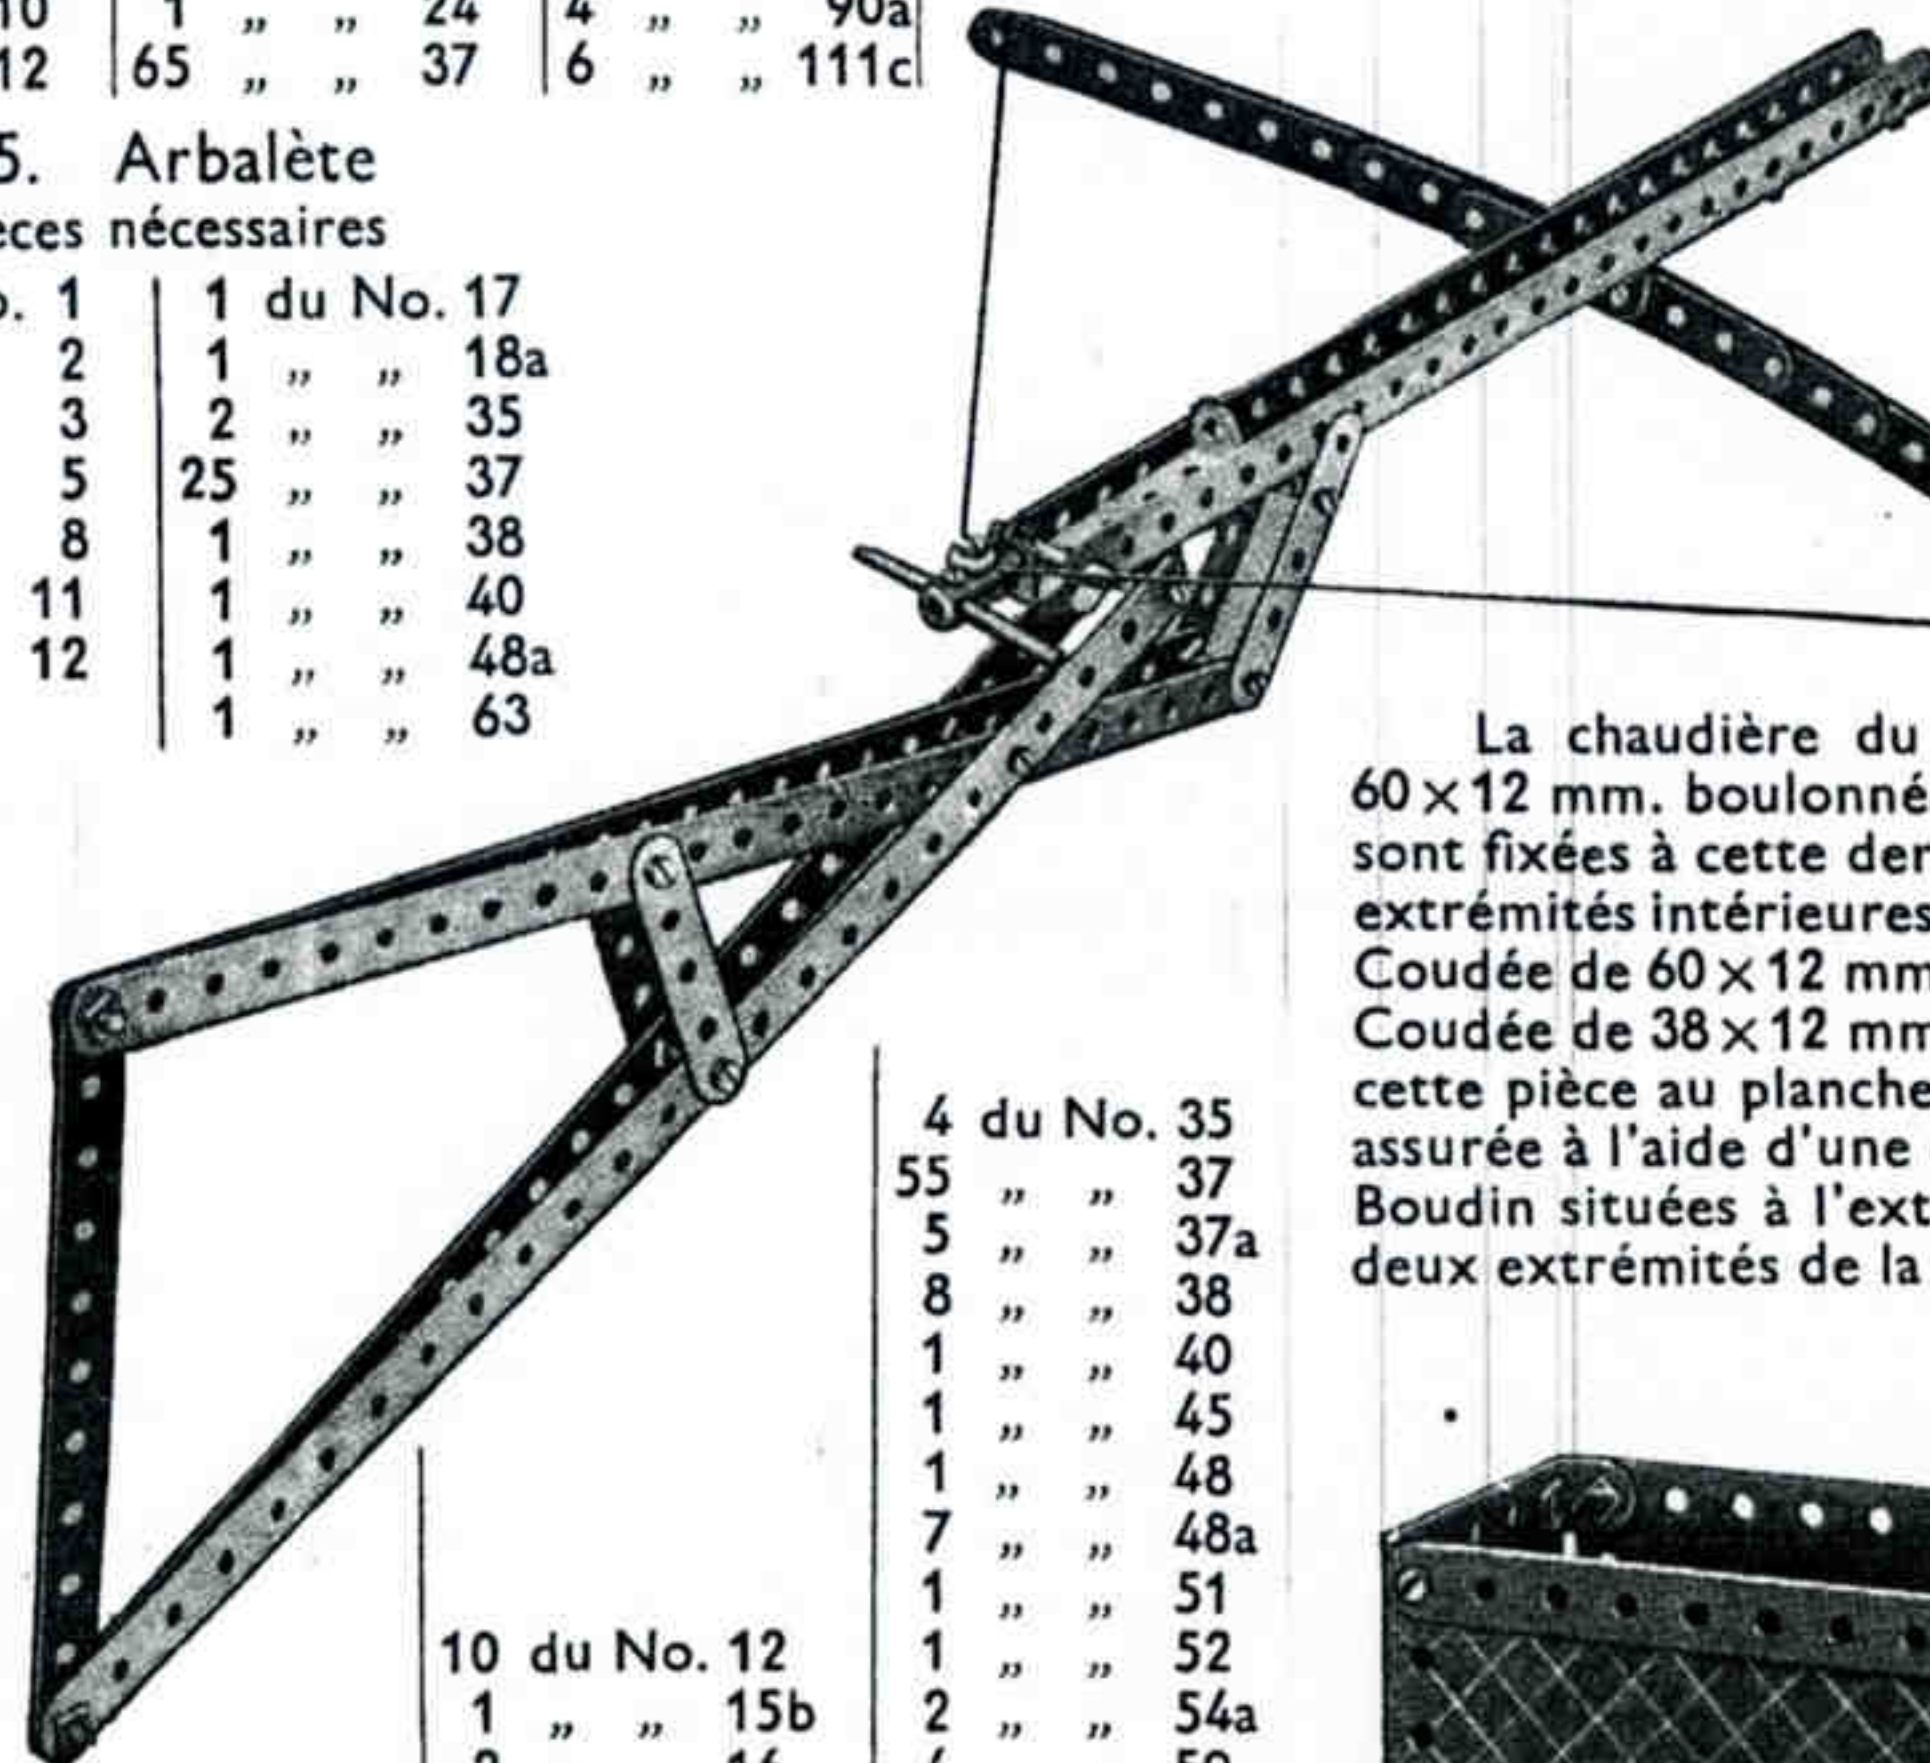 10 | 1 „ „ 24 | 4 „ „ 90a
12 | 65 „ „ 37 | 6 „ „ 111c
5. Arbalète
èces nécessaires
o. 1 | 1 du No. 17
2 | 1 „ „ 18a
3 | 2 „ „ 35
5 | 25 „ „ 37
8 | 1 „ „ 38
11 | 1 „ „ 40
12 | 1 „ „ 48a
1 „ „ 63
La chaudière du
60×12 mm. boulonné
sont fixées à cette der
extrémités intérieures
Coudée de 60×12 mm
Coudée de 38×12 mm
cette pièce au planche
assurée à l'aide d'une
Boudin situées à l'ext
deux extrémités de la
4 du No. 35
55 „ „ 37
5 „ „ 37a
8 „ „ 38
1 „ „ 40
1 „ „ 45
1 „ „ 48
7 „ „ 48a
1 „ „ 51
1 „ „ 52
2 „ „ 54a
10 du No. 12
1 „ „ 15b